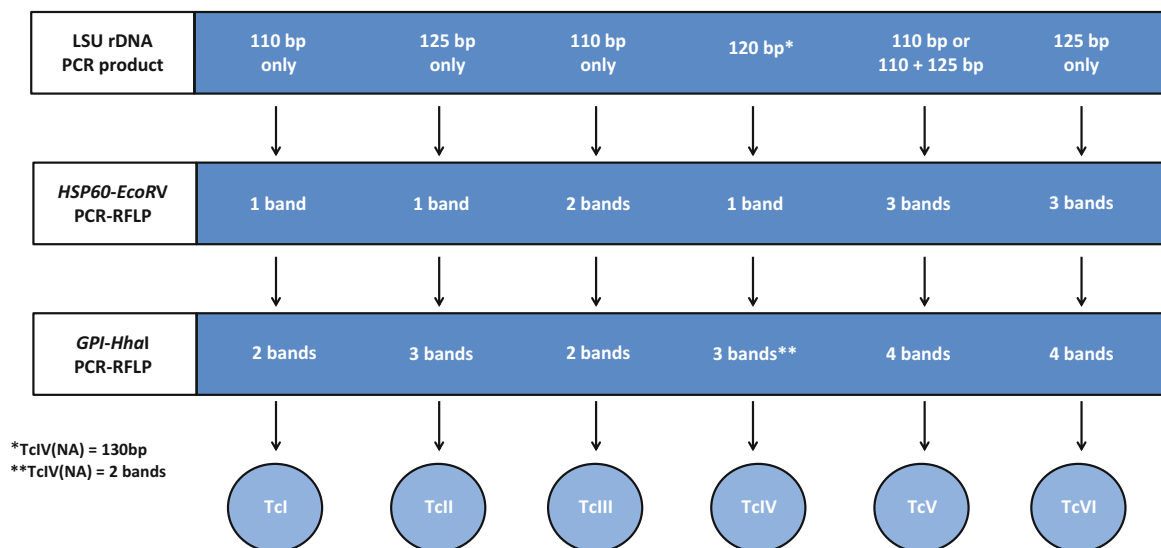 LSU rDNA
PCR product
110 bp
only
125 bp
only
110 bp
only
120 bp*
110 bp or
110 + 125 bp
125 bp
only
HSP60-EcoRV
PCR-RFLP
1 band
1 band
2 bands
1 band
3 bands
3 bands
GPI-HhaI
PCR-RFLP
2 bands
3 bands
2 bands
3 bands**
4 bands
4 bands
*TcIV(NA) = 130bp
**TcIV(NA) = 2 bands
TcI
TcII
TcIII
TcIV
TcV
TcVI